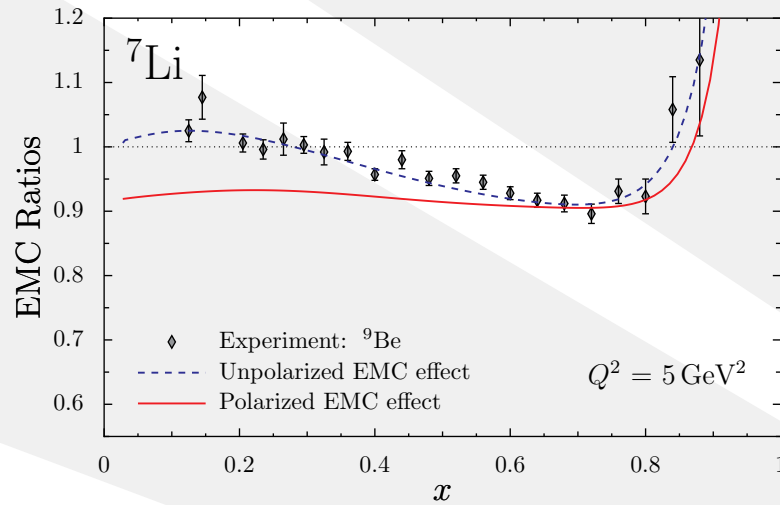 ⁷Li
EMC Ratios
1.2
1.1
1
0.9
0.8
0.7
0.6
Experiment: ⁹Be
Unpolarized EMC effect
Polarized EMC effect
Q² = 5 GeV²
0 0.2 0.4 0.6 0.8 1
x